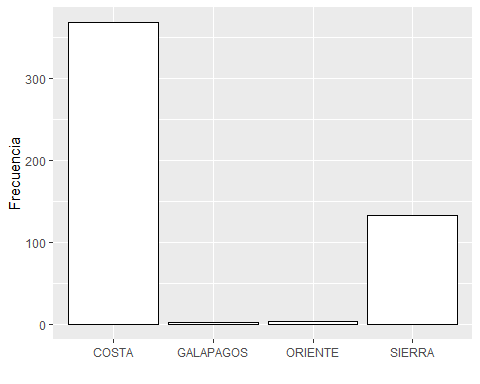 Frecuencia
300
200
100
0
COSTA GALAPAGOS ORIENTE SIERRA